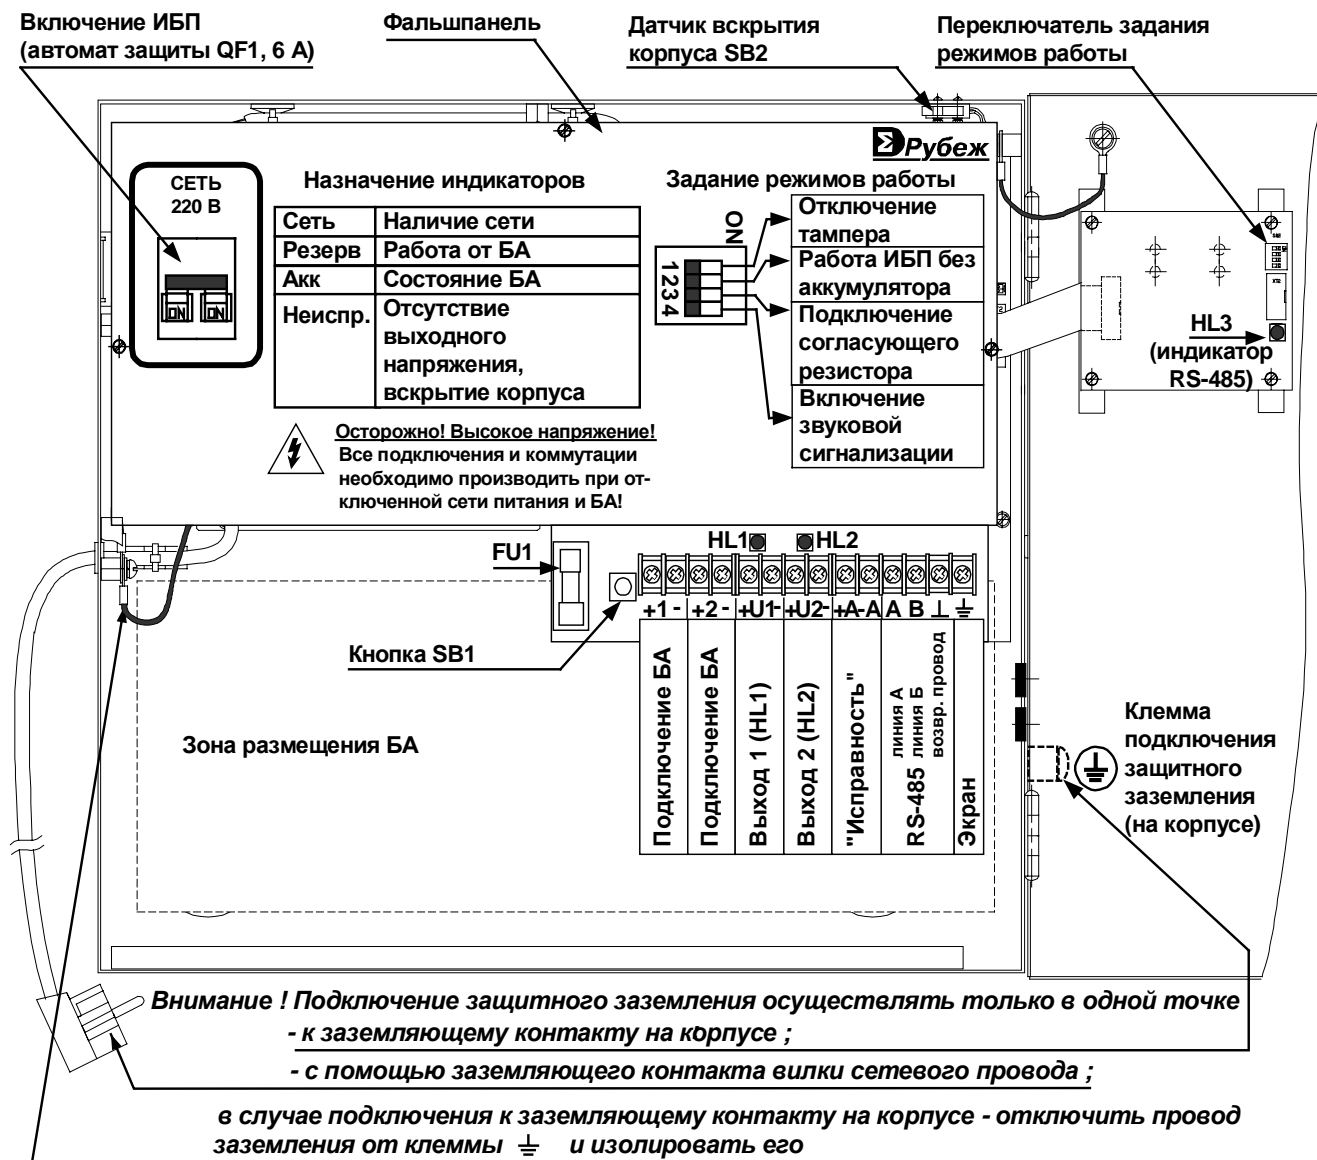 Включение ИБП
(автомат защиты QF1, 6 А)
Фальшпанель
Датчик вскрытия
корпуса SB2
Переключатель задания
режимов работы
Рубеж
СЕТЬ
220 В
ON ON
Назначение индикаторов
Сеть Наличие сети
Резерв Работа от БА
Акк Состояние БА
Неиспр. Отсутствие
выходного
напряжения,
вскрытие корпуса
Осторожно! Высокое напряжение!
Все подключения и коммутации
необходимо производить при от-
ключенной сети питания и БА!
Задание режимов работы
ON
1 2 3 4
Отключение
тампера
Работа ИБП без
аккумулятора
Подключение
согласующего
резистора
Включение
звуковой
сигнализации
HL3
(индикатор
RS-485)
HL1 HL2
FU1
Кнопка SB1
+1 - +2 - +U1- +U2- +А-А А В ⊥ ⏚
Подключение БА
Подключение БА
Выход 1 (HL1)
Выход 2 (HL2)
"Исправность"
RS-485
линия А
линия Б
возвр. провод
Экран
Зона размещения БА
Клемма
подключения
защитного
заземления
(на корпусе)
Внимание ! Подключение защитного заземления осуществлять только в одной точке
- к заземляющему контакту на корпусе ;
- с помощью заземляющего контакта вилки сетевого провода ;
в случае подключения к заземляющему контакту на корпусе - отключить провод
заземления от клеммы ⏚ и изолировать его